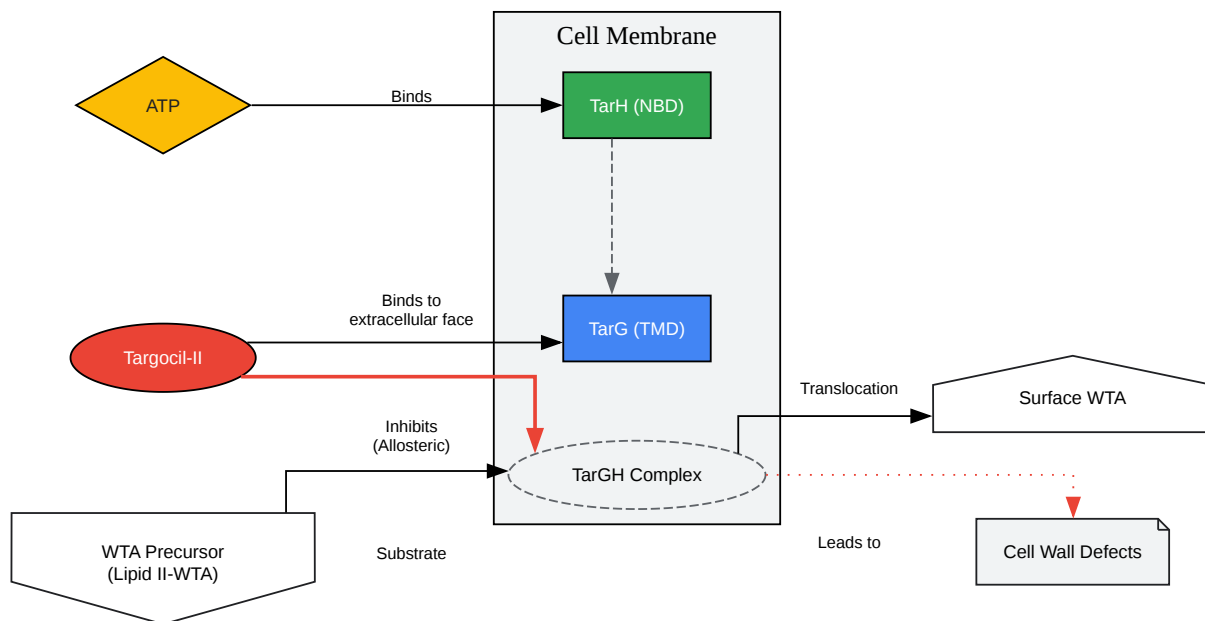 Cell Membrane
ATP
Binds
TarH (NBD)
Binds to
extracellular face
TarG (TMD)
Targocil-II
Translocation
Surface WTA
Inhibits
(Allosteric)
TarGH Complex
WTA Precursor
(Lipid II-WTA)
Substrate
Leads to
Cell Wall Defects